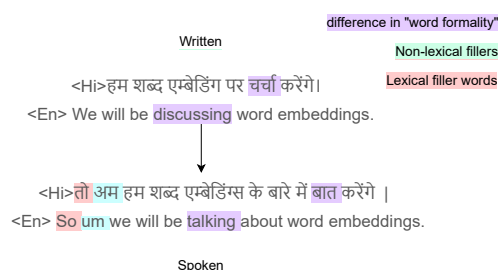 difference in "word formality"
Written
Non-lexical fillers
Lexical filler words
<Hi>हम शब्द एम्बेडिंग पर चर्चा करेंगे।
<En> We will be discussing word embeddings.
<Hi>तो अम हम शब्द एम्बेडिंग्स के बारे में बात करेंगे |
<En> So um we will be talking about word embeddings.
Spoken